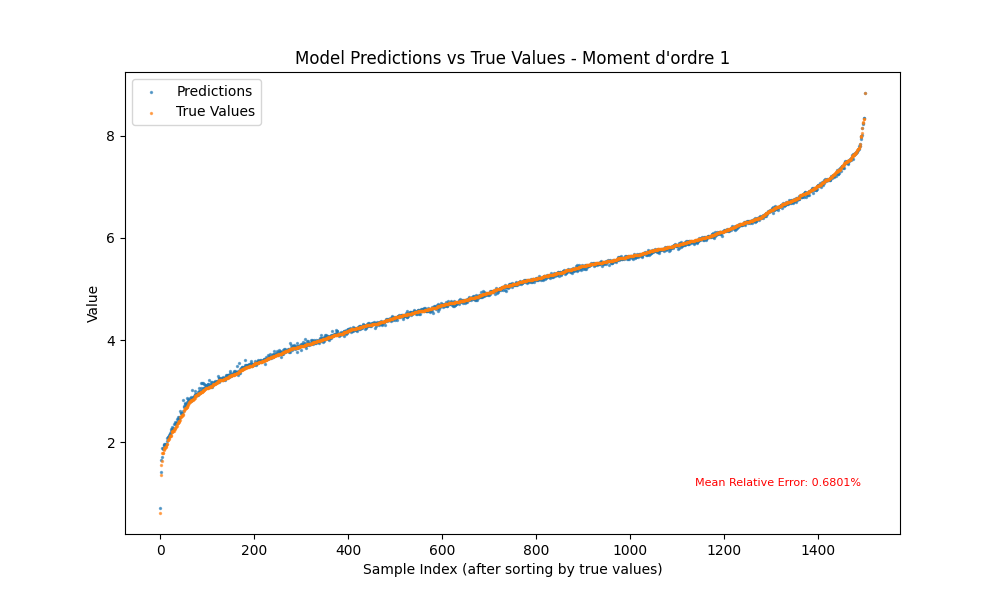 Model Predictions vs True Values - Moment d'ordre 1
Predictions
True Values
Value
8
6
4
2
Mean Relative Error: 0.6801%
0 200 400 600 800 1000 1200 1400
Sample Index (after sorting by true values)